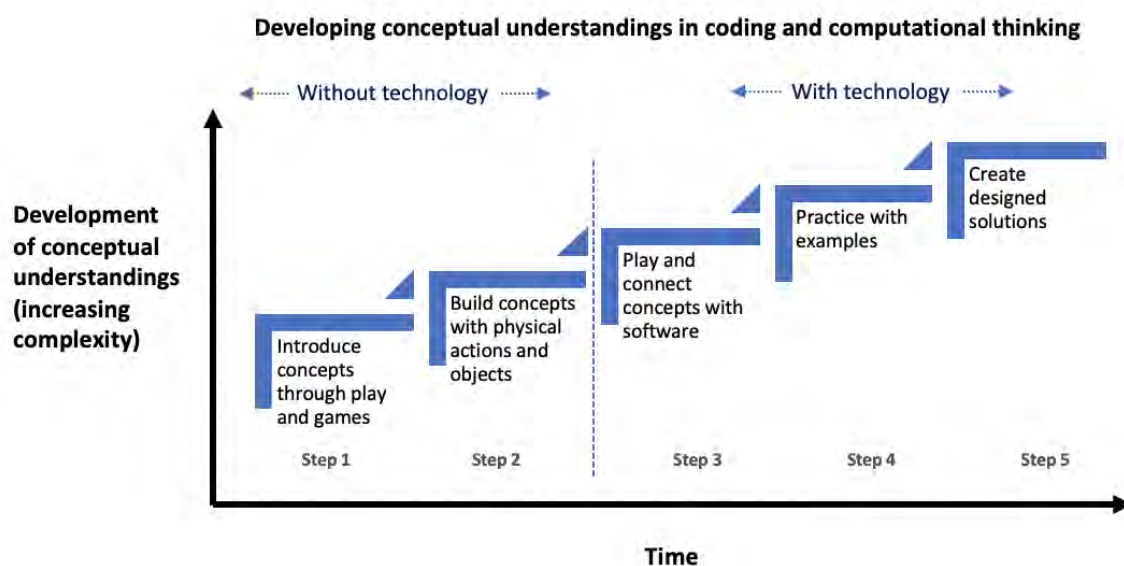 Developing conceptual understandings in coding and computational thinking
Without technology
With technology
Development
of conceptual
understandings
(increasing
complexity)
Introduce
concepts
through play
and games
Build concepts
with physical
actions and
objects
Play and
connect
concepts with
software
Practice with
examples
Create
designed
solutions
Step 1
Step 2
Step 3
Step 4
Step 5
Time